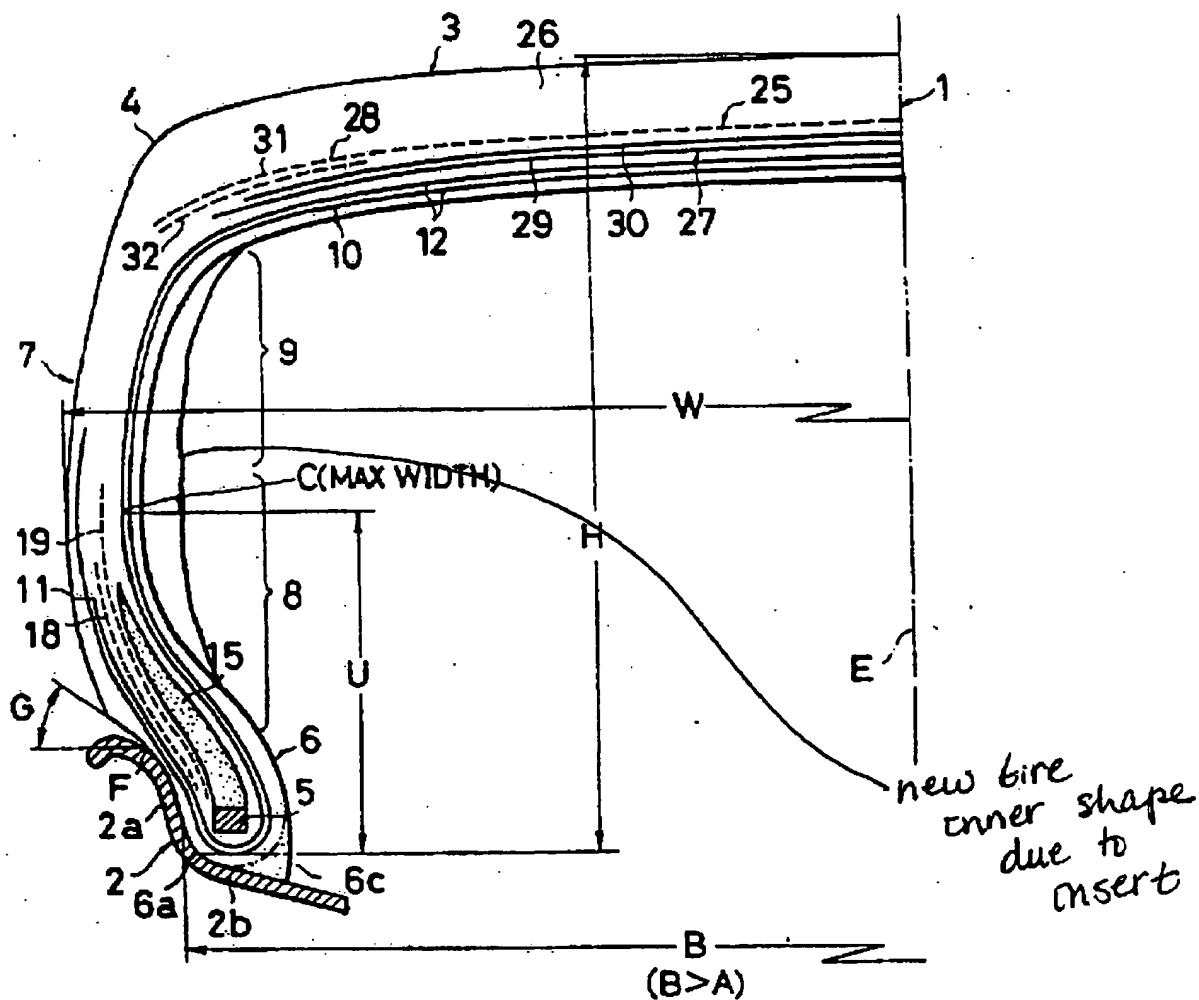 3
26
4
1
25
28
31
32
10
12
29
30
27
7
9
W
C(MAX WIDTH)
19
H
11
8
18
15
U
E
G
6
F
5
2a
new tire
inner shape
due to
insert
2
6a
2b
6c
B
(B>A)